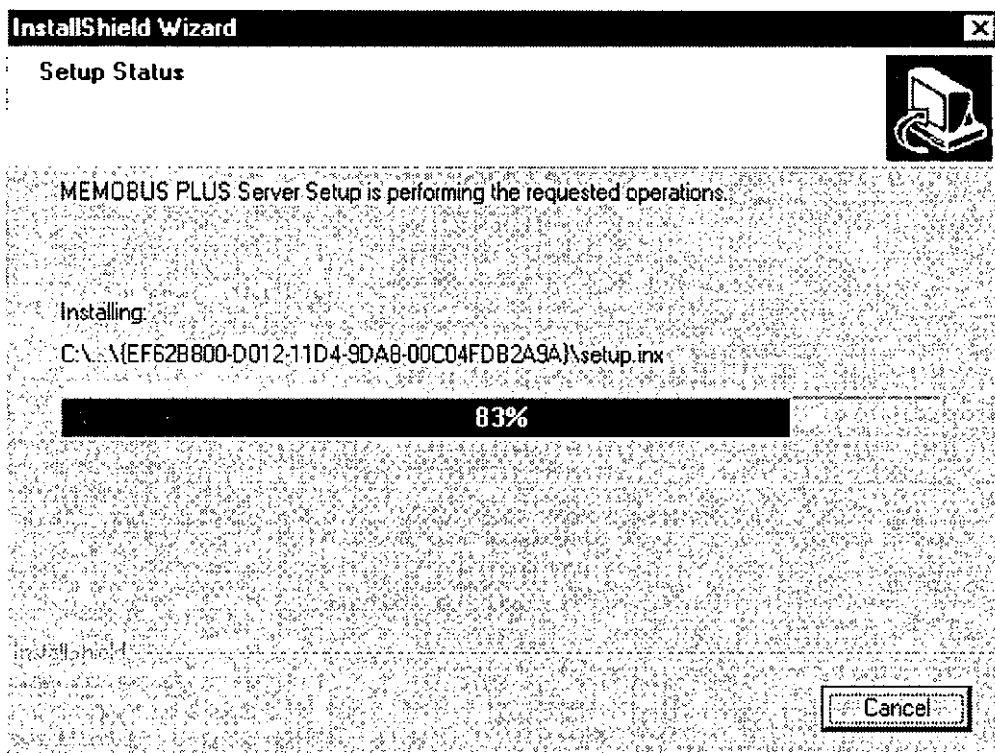 InstallShield Wizard
Setup Status
MEMOBUS PLUS Server Setup is performing the requested operations.
Installing:
C:\...\{EF62B800-D012-11D4-9DA8-00C04FDB2A9A}\setup.inx
83%
InstallShield
Cancel